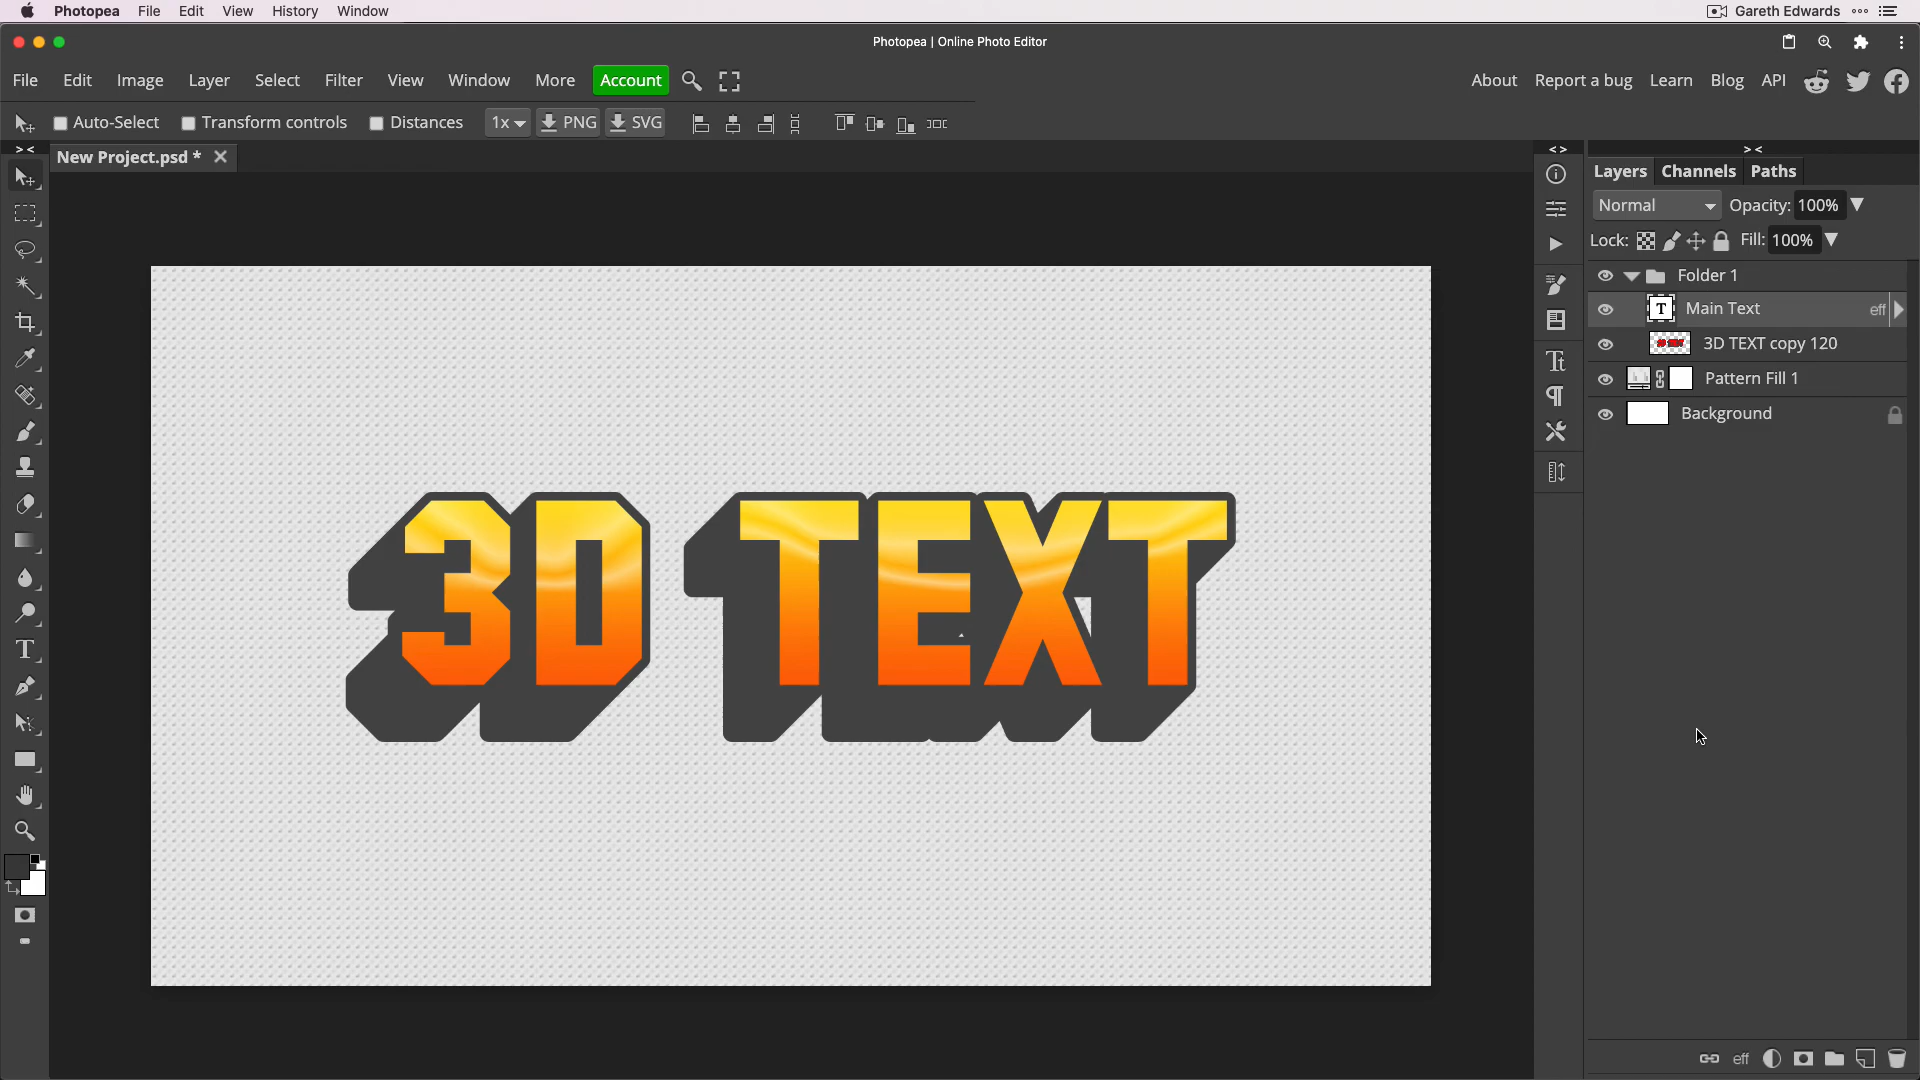 Photopea File Edit View History Window Gareth Edwards
Photopea | Online Photo Editor
File Edit Image Layer Select Filter View Window More Account About Report a bug Learn Blog API
Auto-Select Transform controls Distances 1x PNG SVG
New Project.psd *
Layers Channels Paths
Normal Opacity: 100%
Lock: Fill: 100%
Folder 1
T Main Text eff
3D TEXT copy 120
Pattern Fill 1
Background
3D TEXT
eff